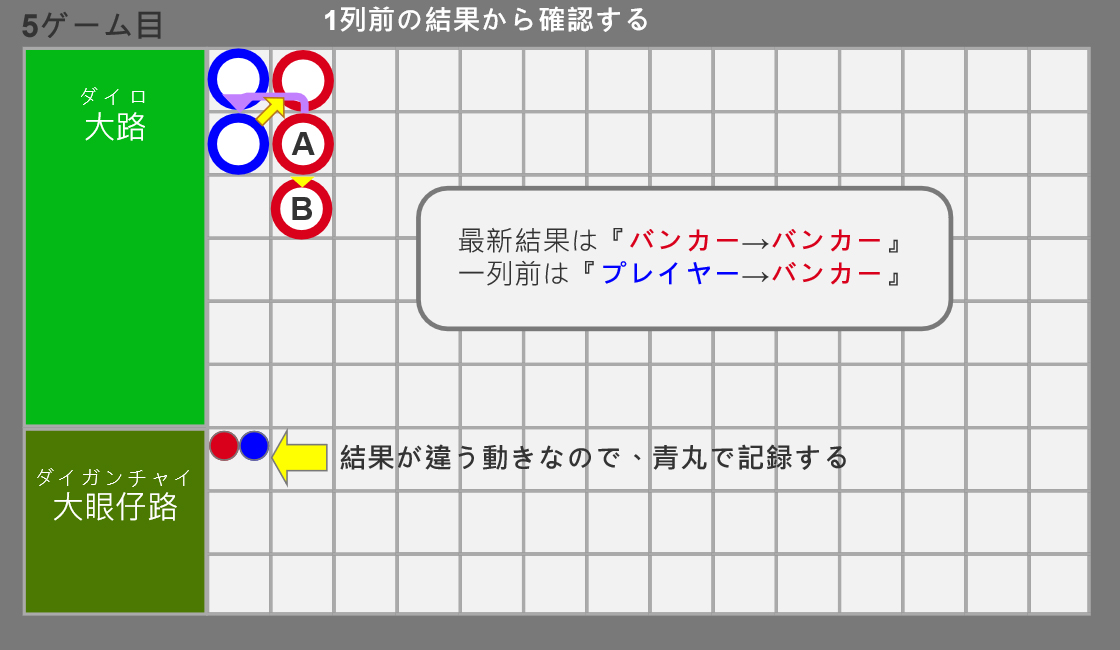 5ゲーム目
1列前の結果から確認する
ダイロ
大路
A
B
最新結果は『バンカー→バンカー』
一列前は『プレイヤー→バンカー』
ダイガンチャイ
大眼仔路
結果が違う動きなので、青丸で記録する